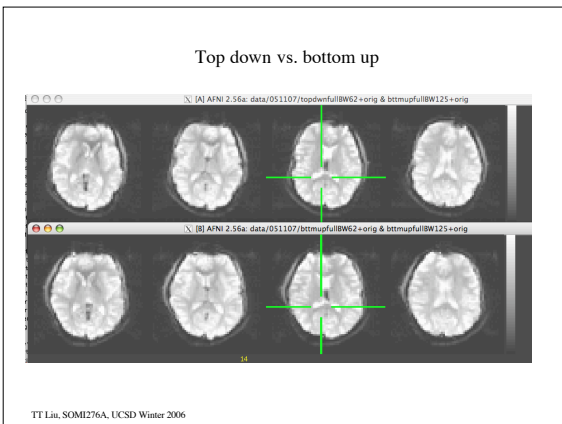 Top down vs. bottom up
[A] AFNI 2.56a: data/051107/topdwnfullBW62+orig & bttmupfullBW125+orig
[B] AFNI 2.56a: data/051107/bttmupfullBW62+orig & bttmupfullBW125+orig
14
TT Liu, SOMI276A, UCSD Winter 2006